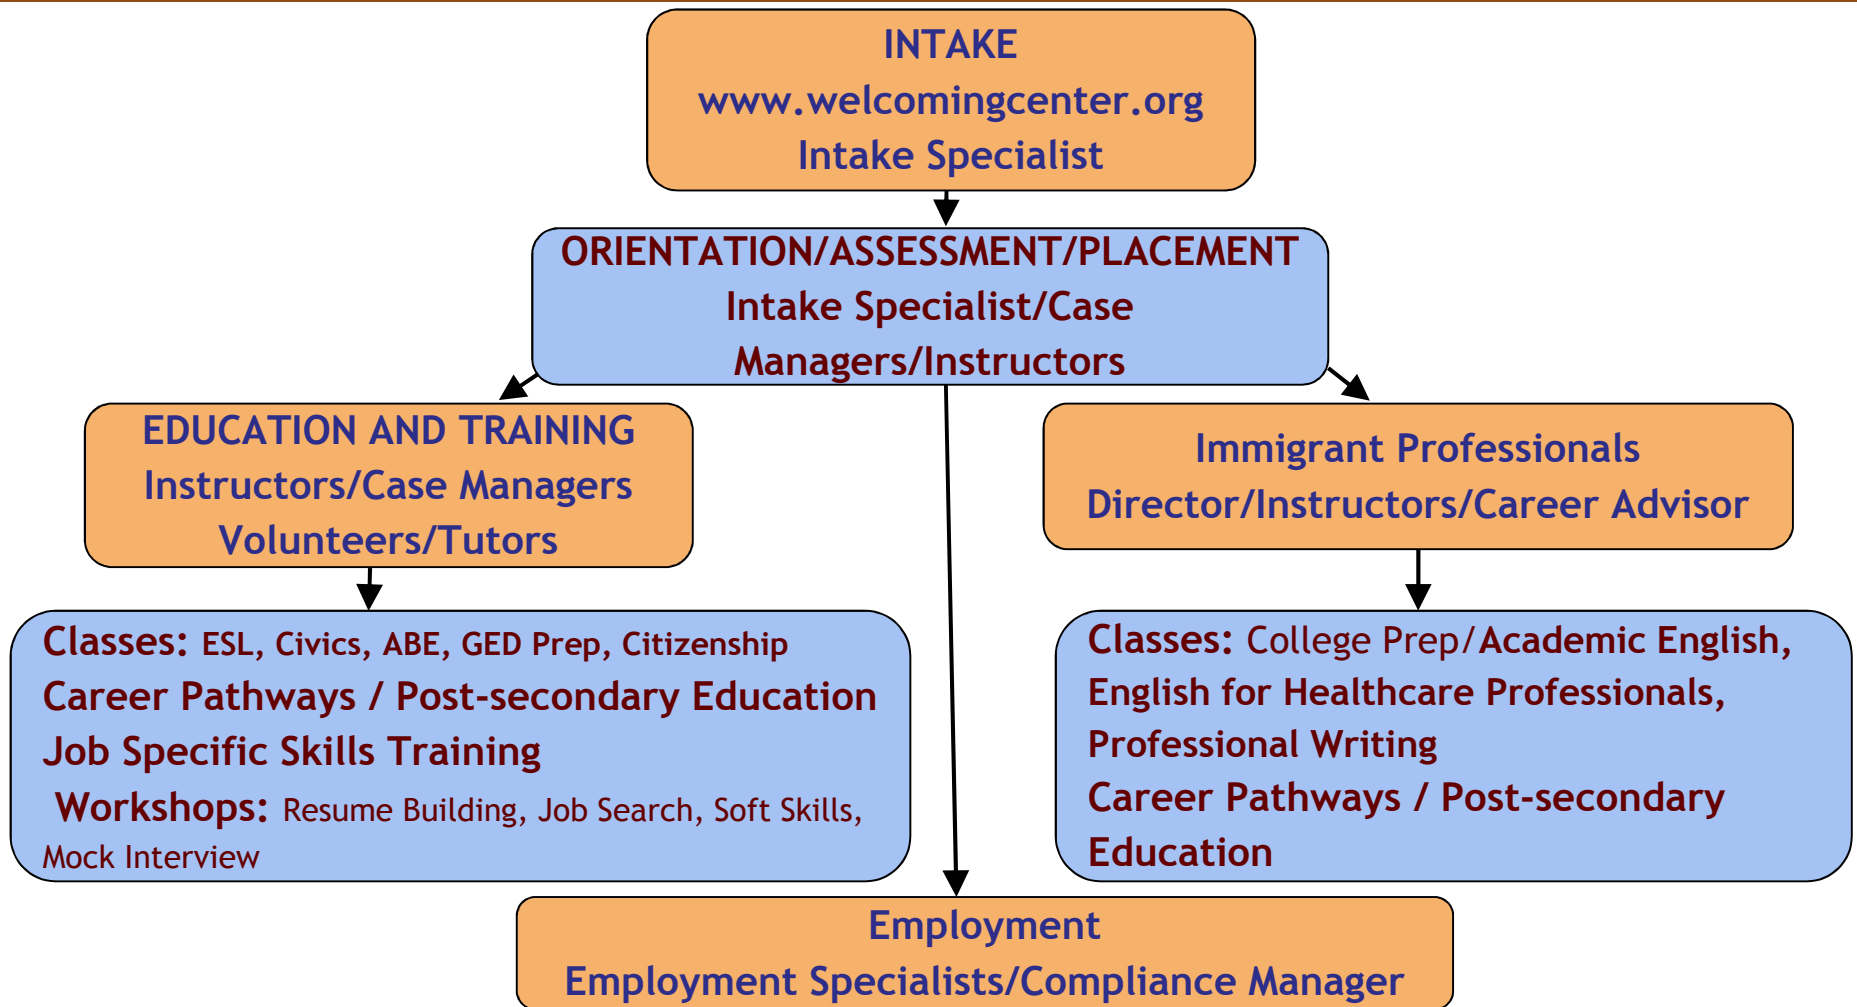 INTAKE
www.welcomingcenter.org
Intake Specialist
ORIENTATION/ASSESSMENT/PLACEMENT
Intake Specialist/Case
Managers/Instructors
EDUCATION AND TRAINING
Instructors/Case Managers
Volunteers/Tutors
Immigrant Professionals
Director/Instructors/Career Advisor
Classes: ESL, Civics, ABE, GED Prep, Citizenship
Career Pathways / Post-secondary Education
Job Specific Skills Training
Workshops: Resume Building, Job Search, Soft Skills,
Mock Interview
Classes: College Prep/Academic English,
English for Healthcare Professionals,
Professional Writing
Career Pathways / Post-secondary
Education
Employment
Employment Specialists/Compliance Manager